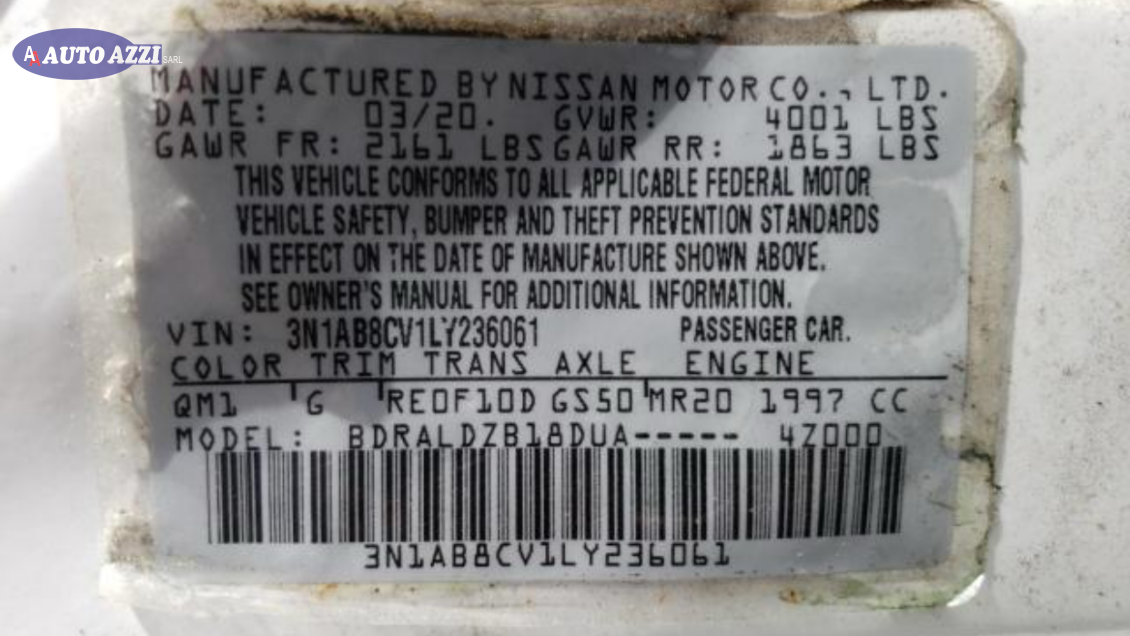 AUTO AZZI SARL
MANUFACTURED BY NISSAN MOTOR CO., LTD.
DATE: 03/20. GVWR: 4001 LBS
GAWR FR: 2161 LBS GAWR RR: 1863 LBS
THIS VEHICLE CONFORMS TO ALL APPLICABLE FEDERAL MOTOR
VEHICLE SAFETY, BUMPER AND THEFT PREVENTION STANDARDS
IN EFFECT ON THE DATE OF MANUFACTURE SHOWN ABOVE.
SEE OWNER'S MANUAL FOR ADDITIONAL INFORMATION.
VIN: 3N1AB8CV1LY236061 PASSENGER CAR.
COLOR TRIM TRANS AXLE ENGINE
QM1 G RE0F10D GS50 MR20 1997 CC
MODEL: BDRALDZB18DUA----- 4Z000
3N1AB8CV1LY236061